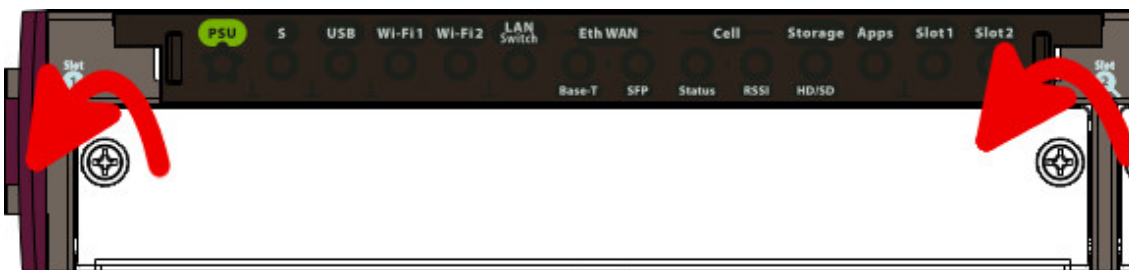 PSU S USB Wi-Fi1 Wi-Fi2 LAN Switch Eth WAN Cell Storage Apps Slot1 Slot2
Base-T SFP Status RSSI HD/SD
Slot
1
Slot
2